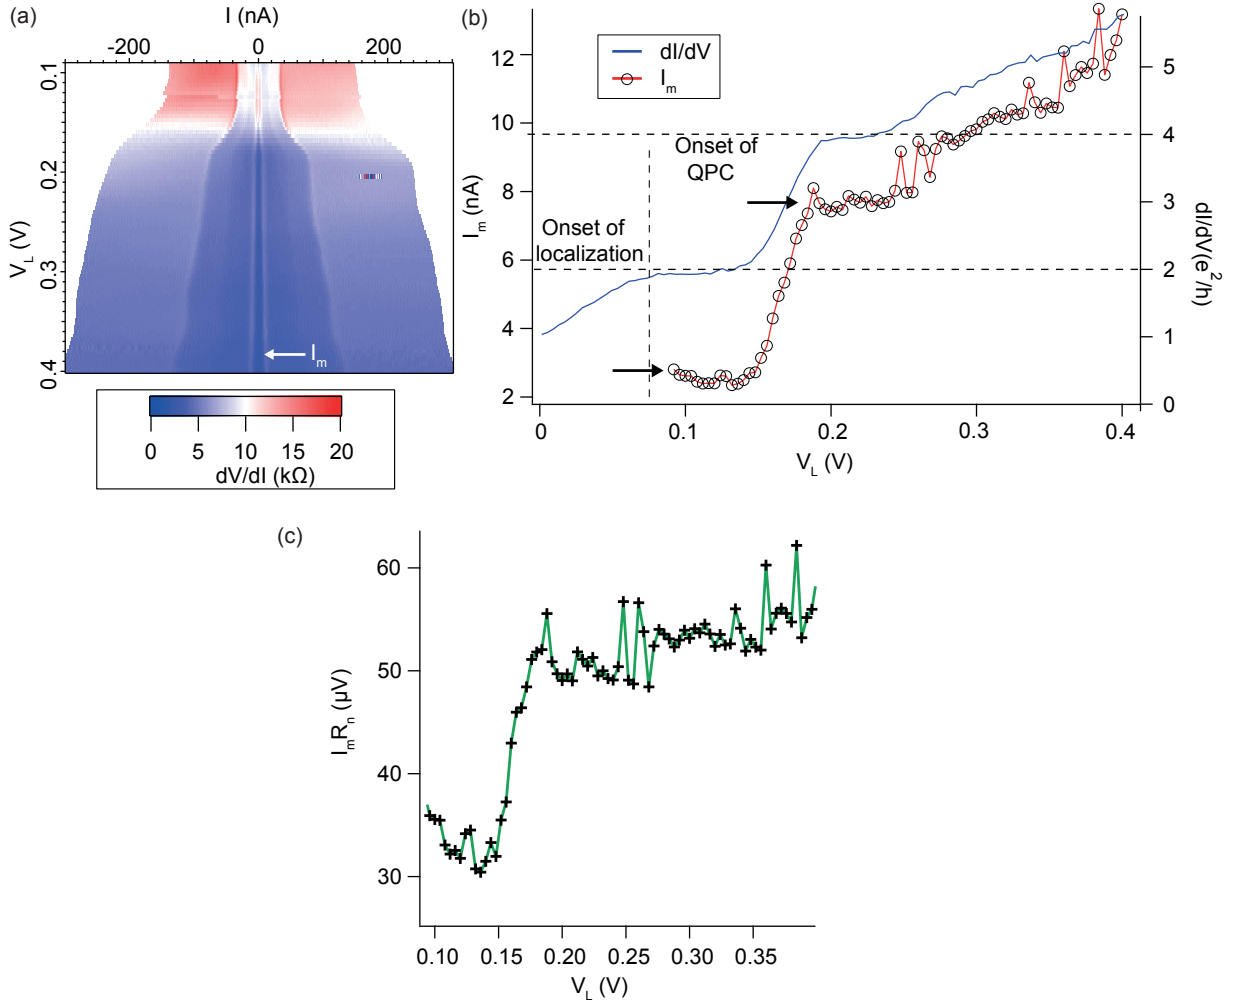 (a)
I (nA)
-200
0
200
0.1
0.2
0.3
0.4
V_L (V)
I_m
0
5
10
15
20
dV/dI (kΩ)
(b)
dI/dV
I_m
12
10
8
6
4
2
I_m (nA)
Onset of
QPC
Onset of
localization
5
4
3
2
1
0
dI/dV(e²/h)
0
0.1
0.2
0.3
0.4
V_L (V)
(c)
60
50
40
30
I_mR_n (µV)
0.10
0.15
0.20
0.25
0.30
0.35
V_L (V)